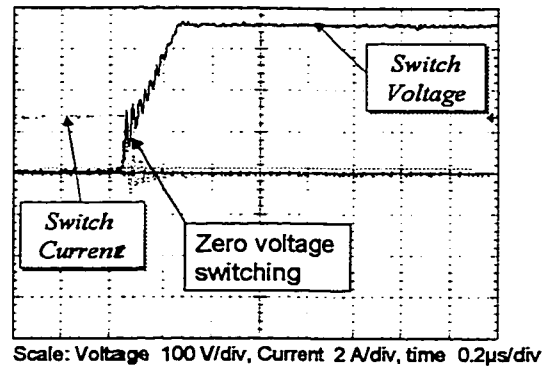 Switch
Voltage
Switch
Current
Zero voltage
switching
Scale: Voltage 100 V/div, Current 2 A/div, time 0.2µs/div